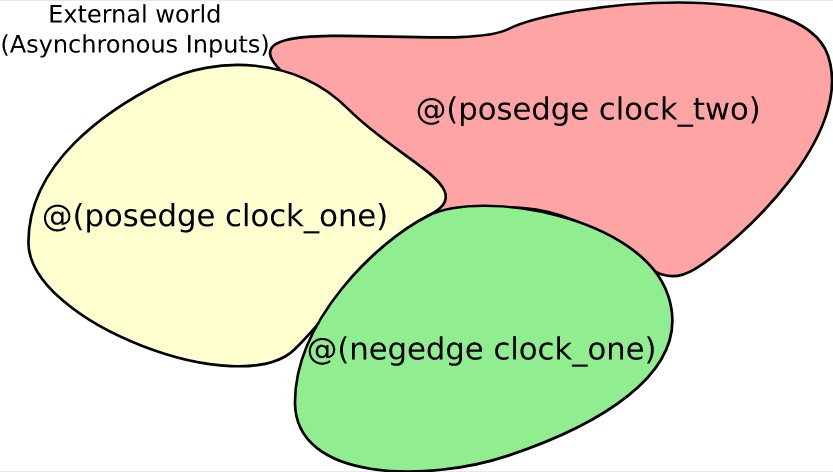 External world
(Asynchronous Inputs)
@(posedge clock_two)
@(posedge clock_one)
@(negedge clock_one)